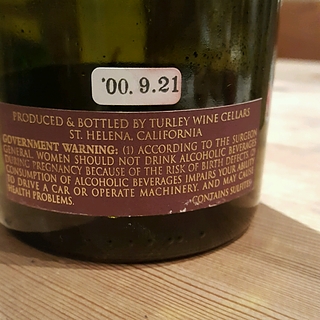 '00. 9.21
PRODUCED & BOTTLED BY TURLEY WINE CELLARS
ST. HELENA, CALIFORNIA
GOVERNMENT WARNING: (1) ACCORDING TO THE SURGEON
GENERAL, WOMEN SHOULD NOT DRINK ALCOHOLIC BEVERAGES
DURING PREGNANCY BECAUSE OF THE RISK OF BIRTH DEFECTS. (2)
CONSUMPTION OF ALCOHOLIC BEVERAGES IMPAIRS YOUR ABILITY
TO DRIVE A CAR OR OPERATE MACHINERY, AND MAY CAUSE
HEALTH PROBLEMS. CONTAINS SULFITES